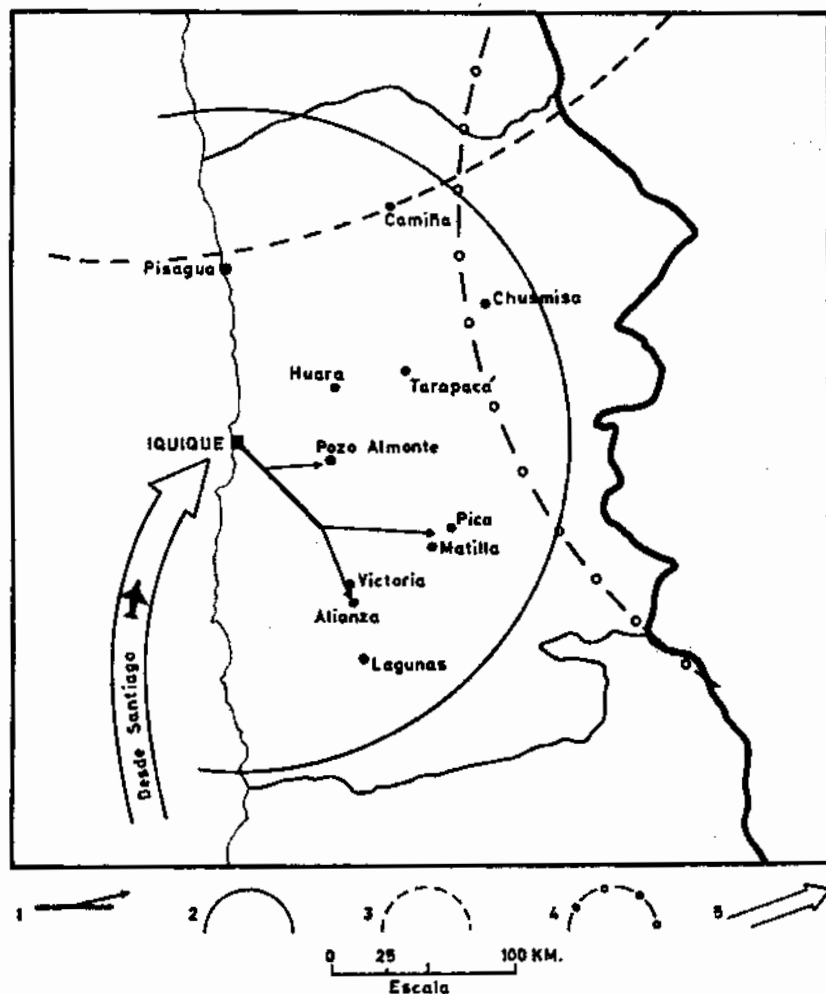 Camiña
Pisagua
Chusmisa
Huara
Tarapacá
IQUIQUE
Pozo Almonte
Pica
Matilla
Victoria
Alianza
Lagunas
Desde Santiago
1 2 3 4 5
0 25 100 KM.
Escala